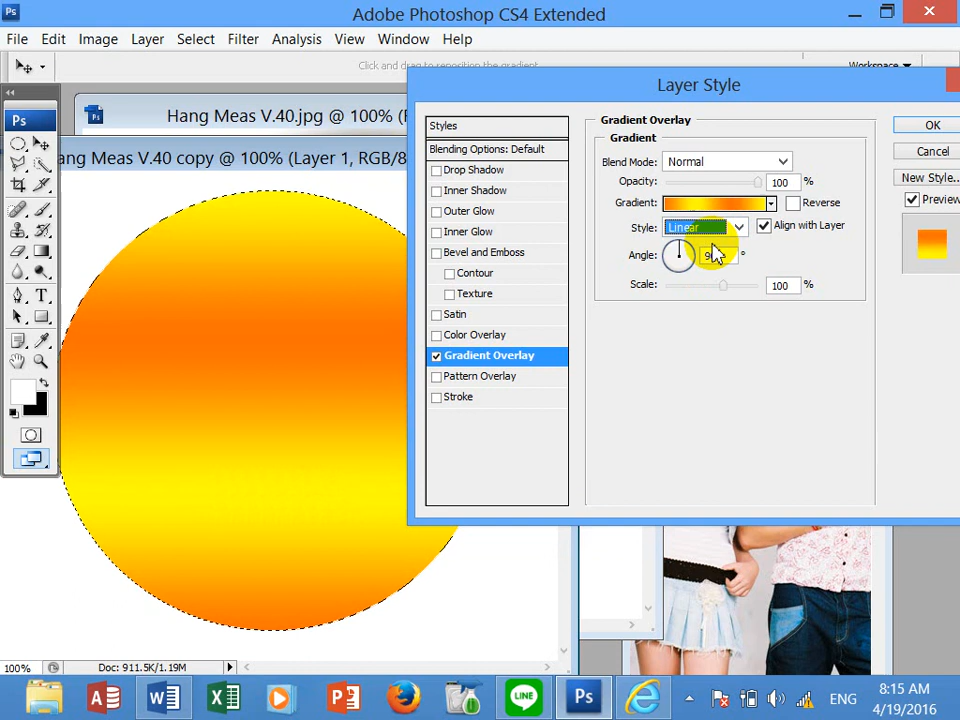 Ps
Adobe Photoshop CS4 Extended
File Edit Image Layer Select Filter Analysis View Window Help
Click and drag to reposition the gradient.
Workspace
Layer Style
Ps
Hang Meas V.40.jpg @ 100%
ang Meas V.40 copy @ 100% (Layer 1, RGB/8
Styles
Blending Options: Default
Drop Shadow
Inner Shadow
Outer Glow
Inner Glow
Bevel and Emboss
Contour
Texture
Satin
Color Overlay
Gradient Overlay
Pattern Overlay
Stroke
Gradient Overlay
Gradient
Blend Mode: Normal
Opacity: 100 %
Gradient: Reverse
Style: Linear Align with Layer
Angle: °
Scale: 100 %
OK
Cancel
New Style...
Preview
T
100% Doc: 911.5K/1.19M
Ps
ENG
8:15 AM
4/19/2016
LINE